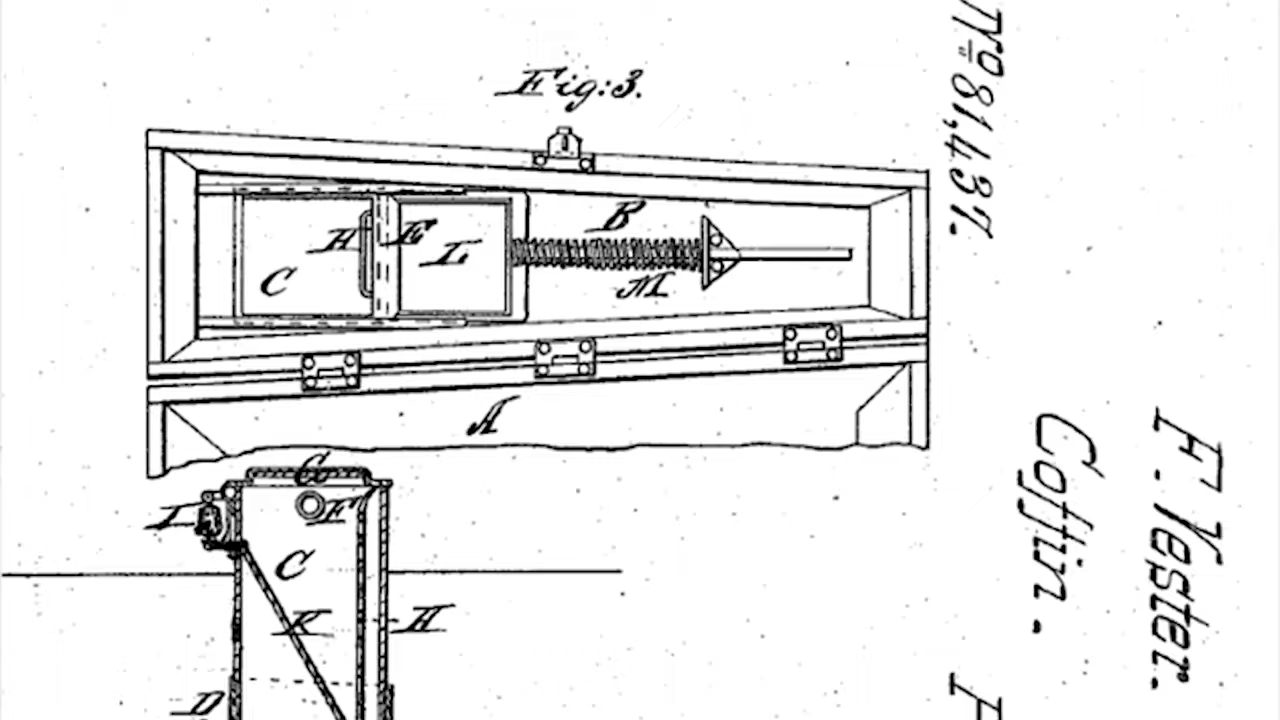 Fig: 3.
B
H
E
L
C
M
A
G
I
F
C
K
H
D
F. Vester.
Coffin.
No 81,437.